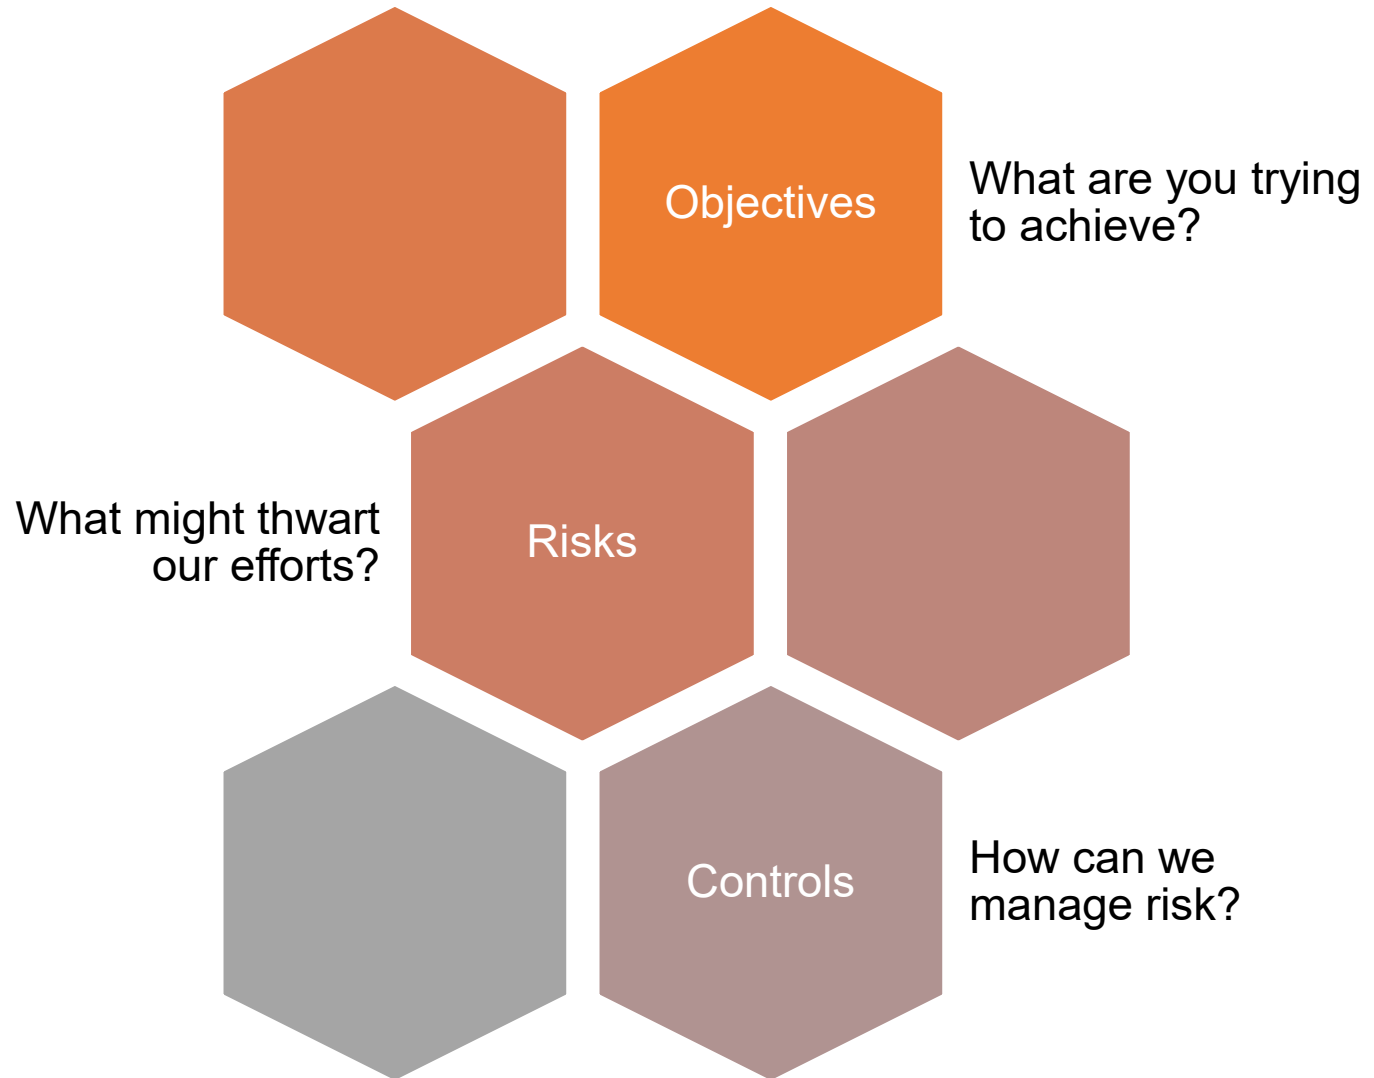 Objectives
What are you trying
to achieve?
What might thwart
our efforts?
Risks
Controls
How can we
manage risk?